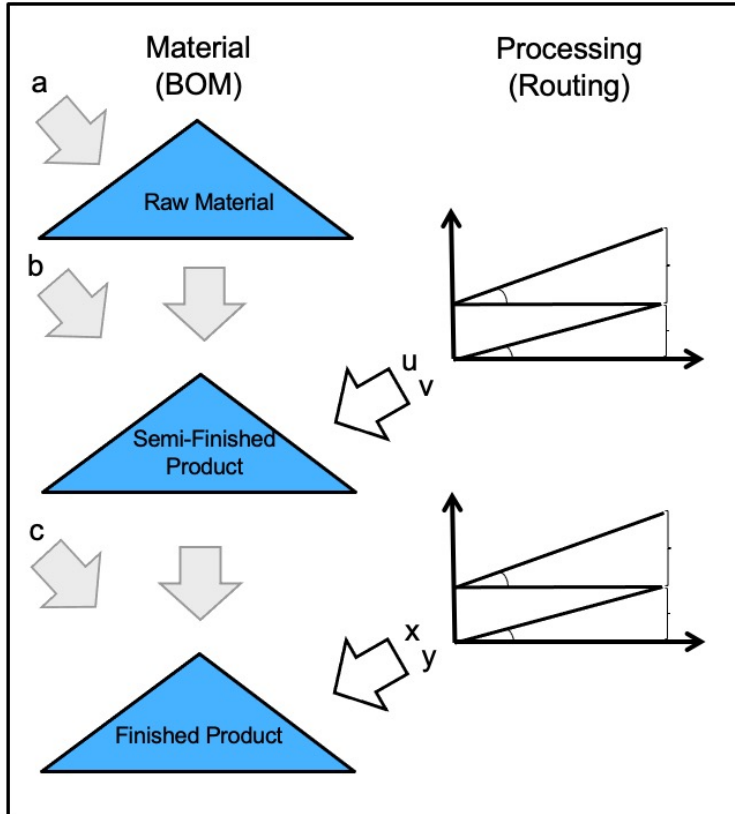 Material
(BOM)
Processing
(Routing)
a
Raw Material
b
u
v
Semi-Finished
Product
c
x
y
Finished Product